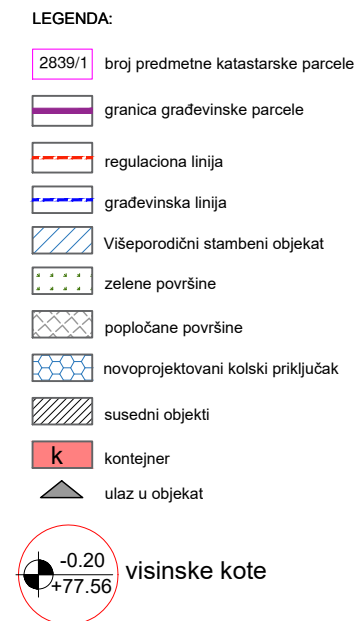 LEGENDA:
2839/1 broj predmetne katastarske parcele
granica građevinske parcele
regulaciona linija
građevinska linija
Višeporodični stambeni objekat
zelene površine
popločane površine
novoprojektovani kolski priključak
susedni objekti
k kontejner
ulaz u objekat
-0.20
+77.56
visinske kote